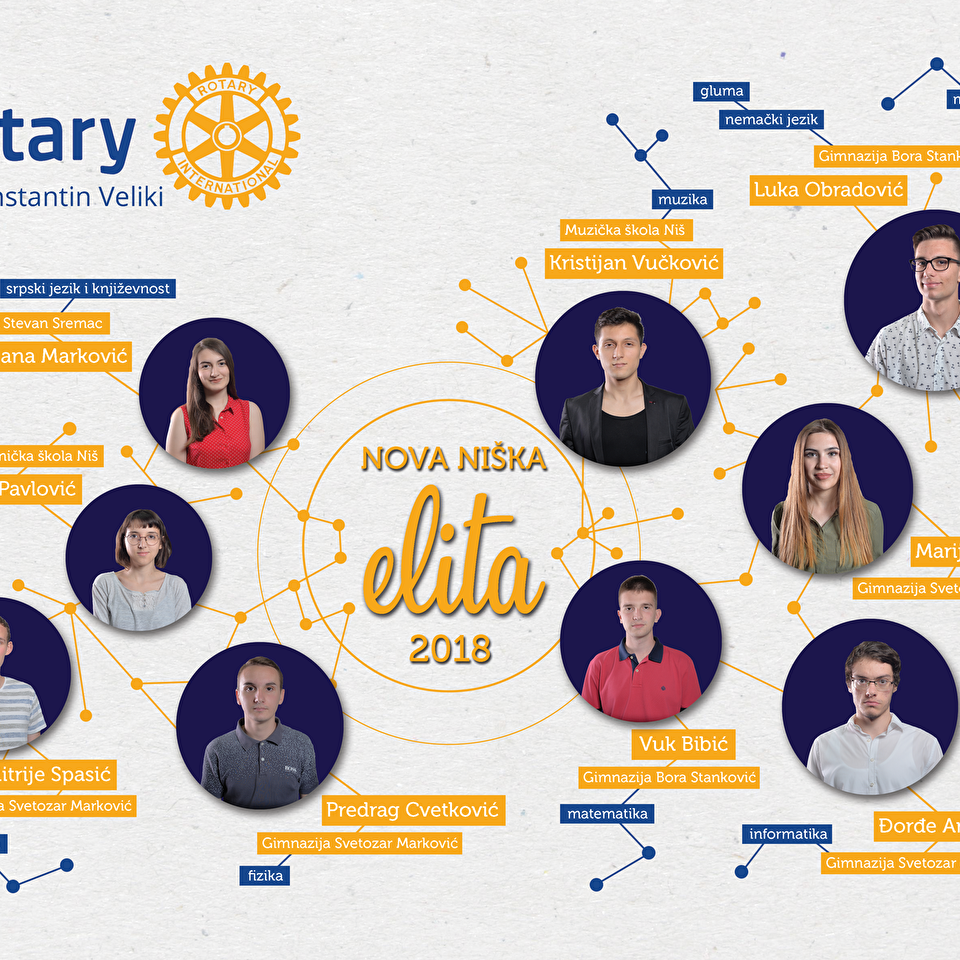 tary
ROTARY
INTERNATIONAL
nstantin Veliki
srpski jezik i književnost
Stevan Sremac
ana Marković
nička škola Niš
Pavlović
itrije Spasić
a Svetozar Marković
Predrag Cvetković
Gimnazija Svetozar Marković
fizika
NOVA NIŠKA
elita
2018
muzika
Muzička škola Niš
Kristijan Vučković
gluma
nemački jezik
Gimnazija Bora Stank
Luka Obradović
Marij
Gimnazija Sveto
Vuk Bibić
Gimnazija Bora Stanković
matematika
informatika
Đorđe A
Gimnazija Svetozar